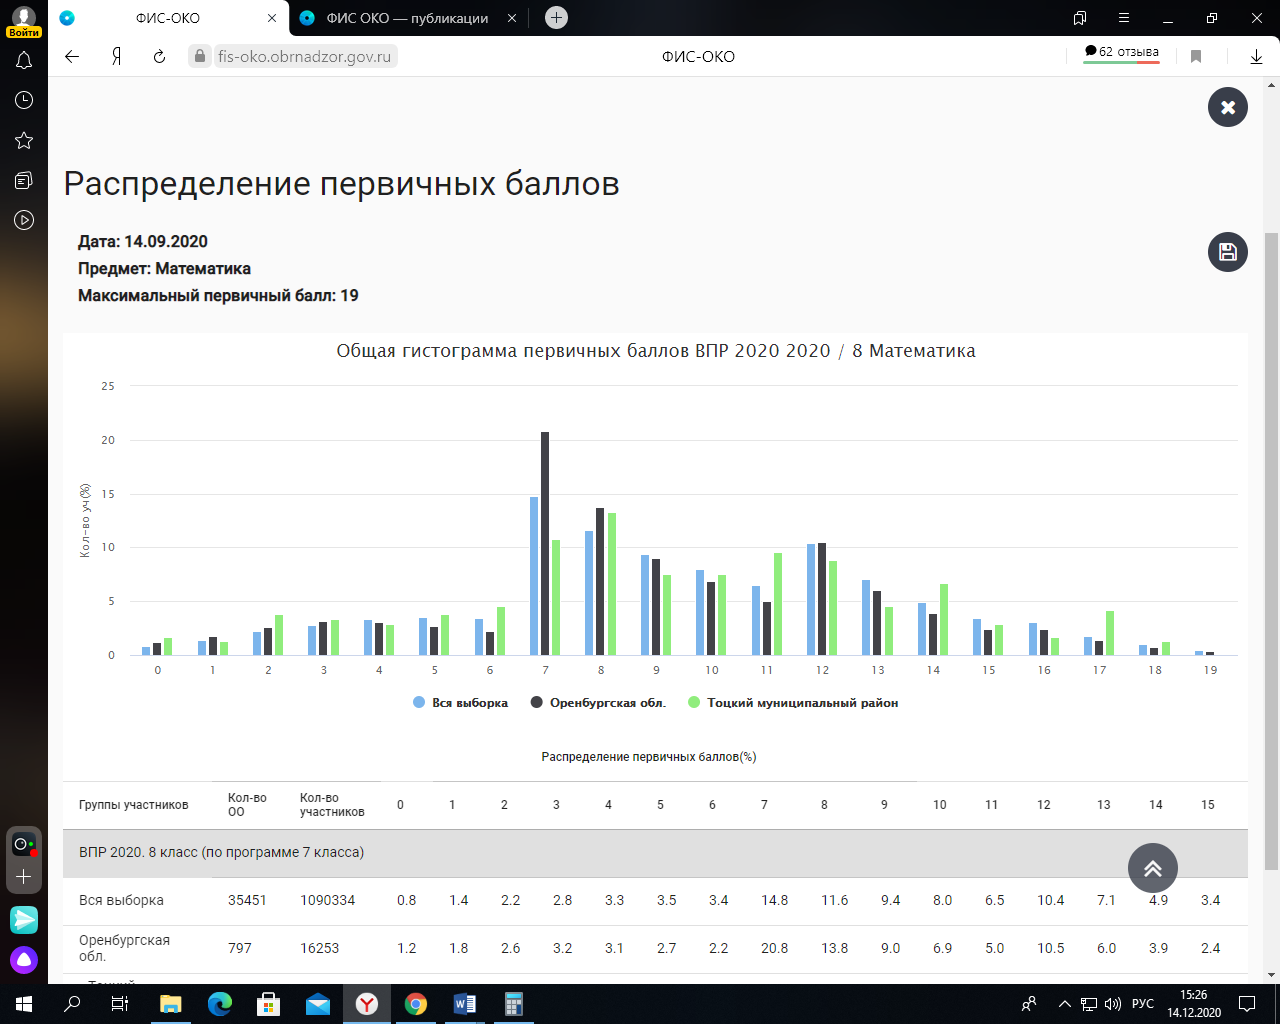 Войти
ФИС-ОКО
ФИС ОКО — публикации
Я
fis-oko.obrnadzor.gov.ru
ФИС-ОКО
62 отзыва
Распределение первичных баллов
Дата: 14.09.2020
Предмет: Математика
Максимальный первичный балл: 19
Общая гистограмма первичных баллов ВПР 2020 2020 / 8 Математика
Кол-во уч(%)
25
20
15
10
5
0
0 1 2 3 4 5 6 7 8 9 10 11 12 13 14 15 16 17 18 19
Вся выборка Оренбургская обл. Тоцкий муниципальный район
Распределение первичных баллов(%)
Группы участников Кол-во ОО Кол-во участников 0 1 2 3 4 5 6 7 8 9 10 11 12 13 14 15
ВПР 2020. 8 класс (по программе 7 класса)
Вся выборка 35451 1090334 0.8 1.4 2.2 2.8 3.3 3.5 3.4 14.8 11.6 9.4 8.0 6.5 10.4 7.1 4.9 3.4
Оренбургская обл. 797 16253 1.2 1.8 2.6 3.2 3.1 2.7 2.2 20.8 13.8 9.0 6.9 5.0 10.5 6.0 3.9 2.4
РУС
15:26
14.12.2020